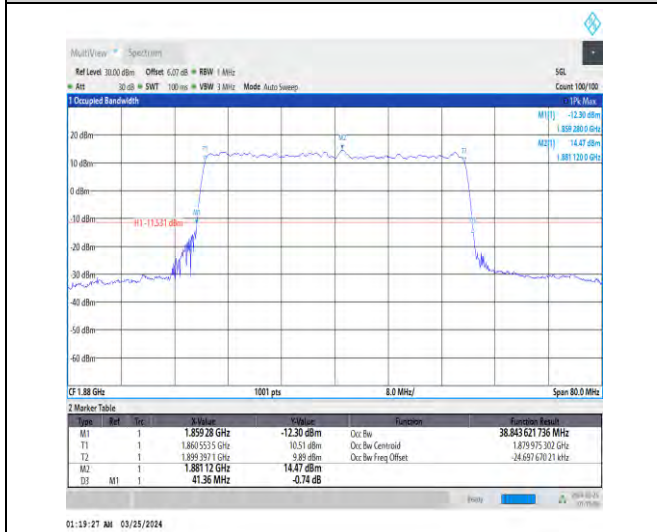 MultiView Spectrum
Ref Level 30.00 dBm Offset 6.07 dB RBW 1 MHz SGL
Att 30 dB SWT 100 ms VBW 3 MHz Mode Auto Sweep Count 100/100
1 Occupied Bandwidth 1Pk Max
M1[1] -12.30 dBm
1.859 280 0 GHz
M2[1] 14.47 dBm
1.881 120 0 GHz
20 dBm
10 dBm
0 dBm
-10 dBm
H1 -11.531 dBm
-20 dBm
-30 dBm
-40 dBm
-50 dBm
-60 dBm
T1 M2 T2
M1
CF 1.88 GHz 1001 pts 8.0 MHz/ Span 80.0 MHz
2 Marker Table
Type Ref Trc X-Value Y-Value Function Function Result
M1 1 1.859 28 GHz -12.30 dBm Occ Bw 38.843 621 736 MHz
T1 1 1.860 553 5 GHz 10.51 dBm Occ Bw Centroid 1.879 975 302 GHz
T2 1 1.899 397 1 GHz 9.89 dBm Occ Bw Freq Offset -24.697 670 21 kHz
M2 1 1.881 12 GHz 14.47 dBm
D3 M1 1 41.36 MHz -0.74 dB
01:19:27 AM 03/25/2024